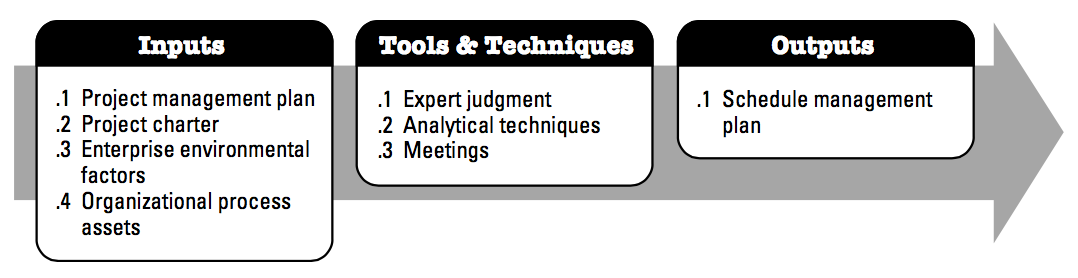 Inputs
.1 Project management plan
.2 Project charter
.3 Enterprise environmental
factors
.4 Organizational process
assets
Tools & Techniques
.1 Expert judgment
.2 Analytical techniques
.3 Meetings
Outputs
.1 Schedule management
plan